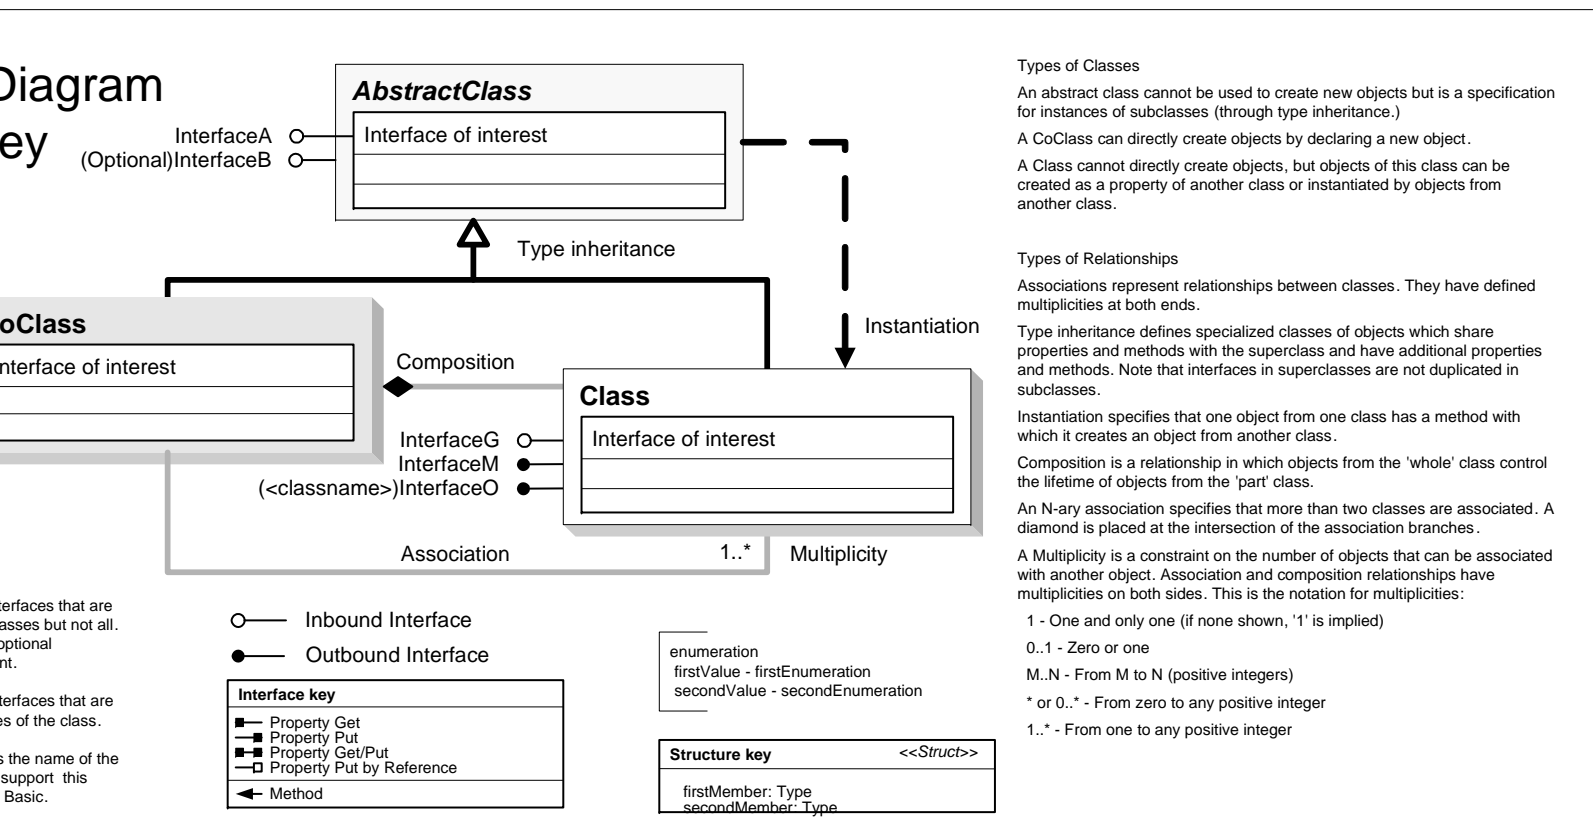 Diagram
ey
AbstractClass
Interface of interest
InterfaceA
(Optional)InterfaceB
Type inheritance
Instantiation
oClass
nterface of interest
Composition
Class
Interface of interest
InterfaceG
InterfaceM
(<classname>)InterfaceO
Association
1..*
Multiplicity
terfaces that are
asses but not all.
optional
nt.
terfaces that are
es of the class.
s the name of the
support this
Basic.
Inbound Interface
Outbound Interface
Interface key
Property Get
Property Put
Property Get/Put
Property Put by Reference
Method
enumeration
firstValue - firstEnumeration
secondValue - secondEnumeration
Structure key
<<Struct>>
firstMember: Type
secondMember: Type
Types of Classes
An abstract class cannot be used to create new objects but is a specification
for instances of subclasses (through type inheritance.)
A CoClass can directly create objects by declaring a new object.
A Class cannot directly create objects, but objects of this class can be
created as a property of another class or instantiated by objects from
another class.
Types of Relationships
Associations represent relationships between classes. They have defined
multiplicities at both ends.
Type inheritance defines specialized classes of objects which share
properties and methods with the superclass and have additional properties
and methods. Note that interfaces in superclasses are not duplicated in
subclasses.
Instantiation specifies that one object from one class has a method with
which it creates an object from another class.
Composition is a relationship in which objects from the 'whole' class control
the lifetime of objects from the 'part' class.
An N-ary association specifies that more than two classes are associated. A
diamond is placed at the intersection of the association branches.
A Multiplicity is a constraint on the number of objects that can be associated
with another object. Association and composition relationships have
multiplicities on both sides. This is the notation for multiplicities:
1 - One and only one (if none shown, '1' is implied)
0..1 - Zero or one
M..N - From M to N (positive integers)
* or 0..* - From zero to any positive integer
1..* - From one to any positive integer